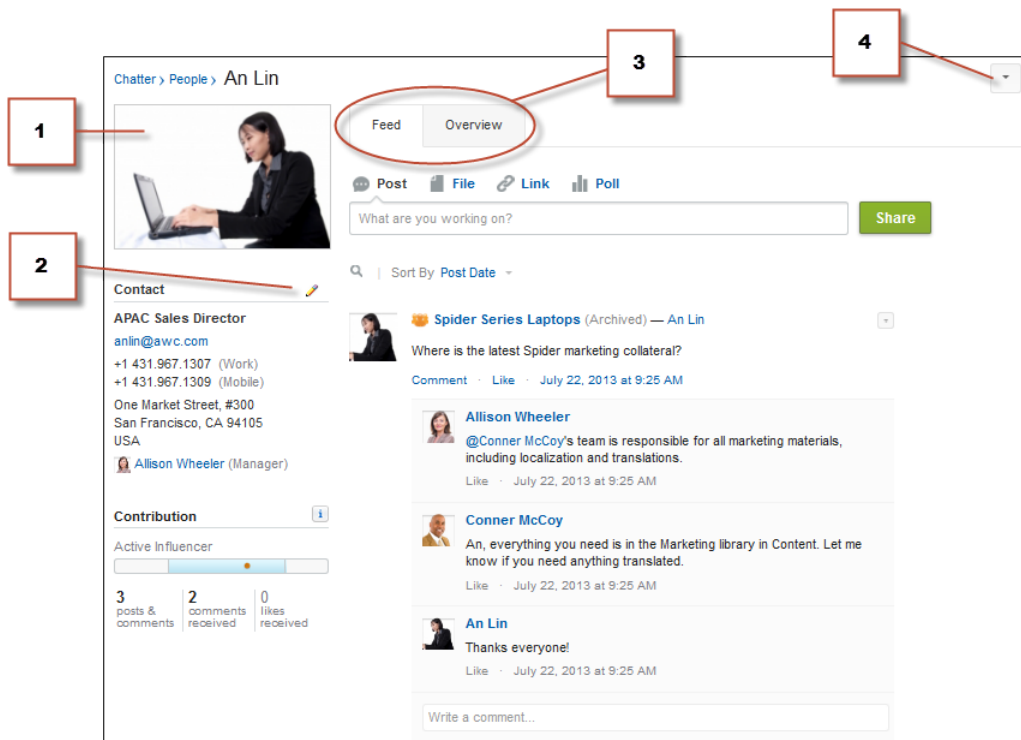 3
4
1
2
Chatter › People › An Lin
Feed Overview
Post File Link Poll
What are you working on?
Share
Sort By Post Date
Contact
APAC Sales Director
anlin@awc.com
+1 431.967.1307 (Work)
+1 431.967.1309 (Mobile)
One Market Street, #300
San Francisco, CA 94105
USA
Allison Wheeler (Manager)
Contribution
i
Active Influencer
3 2 0
posts & comments likes
comments received received
Spider Series Laptops (Archived) — An Lin
Where is the latest Spider marketing collateral?
Comment · Like · July 22, 2013 at 9:25 AM
Allison Wheeler
@Conner McCoy's team is responsible for all marketing materials,
including localization and translations.
Like · July 22, 2013 at 9:25 AM
Conner McCoy
An, everything you need is in the Marketing library in Content. Let me
know if you need anything translated.
Like · July 22, 2013 at 9:25 AM
An Lin
Thanks everyone!
Like · July 22, 2013 at 9:25 AM
Write a comment...